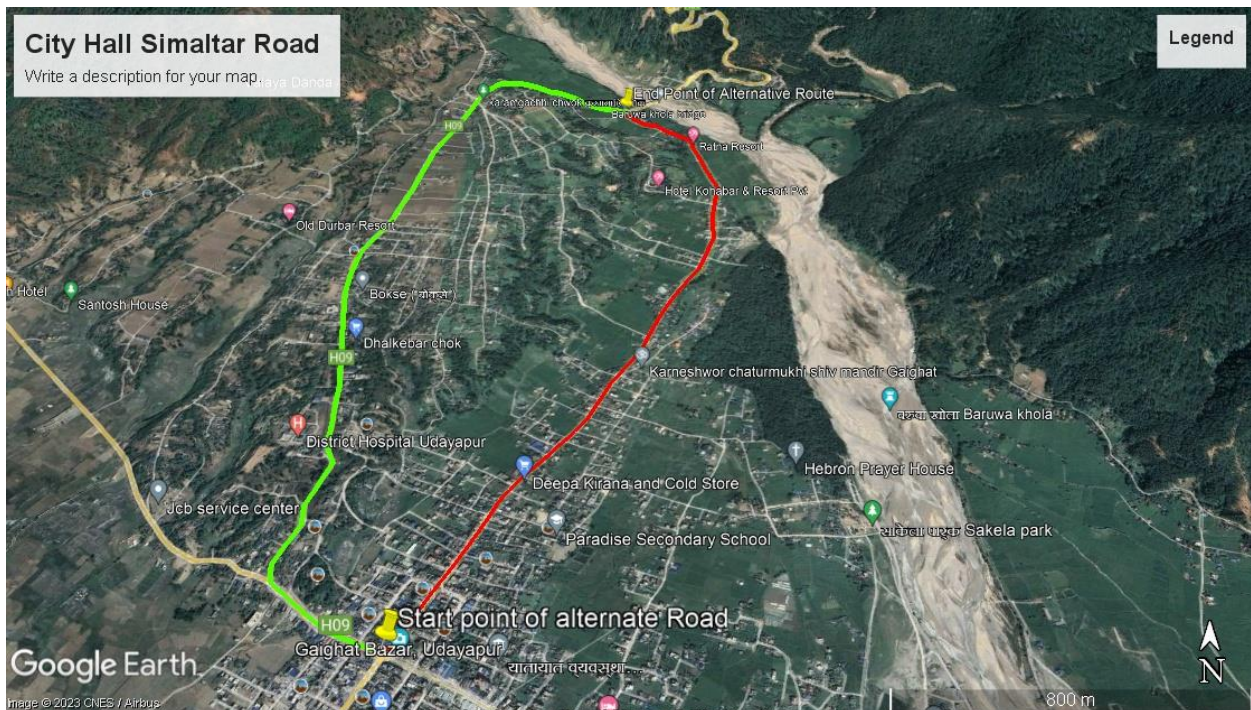 City Hall Simaltar Road
Write a description for your map.
Legend
End Point of Alternative Route
Baruwa khola bridge
Ratna Resort
H09
Hotel Kohabar & Resort Pvt
Old Durbar Resort
Hotel
Santosh House
Bokse (बोक्से)
Dhalkebar chok
H09
Karneshwor chaturmukhi shiv mandir Gaighat
Baruwa khola
District Hospital Udayapur
Hebron Prayer House
Deepa Kirana and Cold Store
Jcb service center
Sakela park
Paradise Secondary School
Start point of alternate Road
H09
Gaighat Bazar, Udayapur
Google Earth
N
800 m
Image © 2023 CNES / Airbus